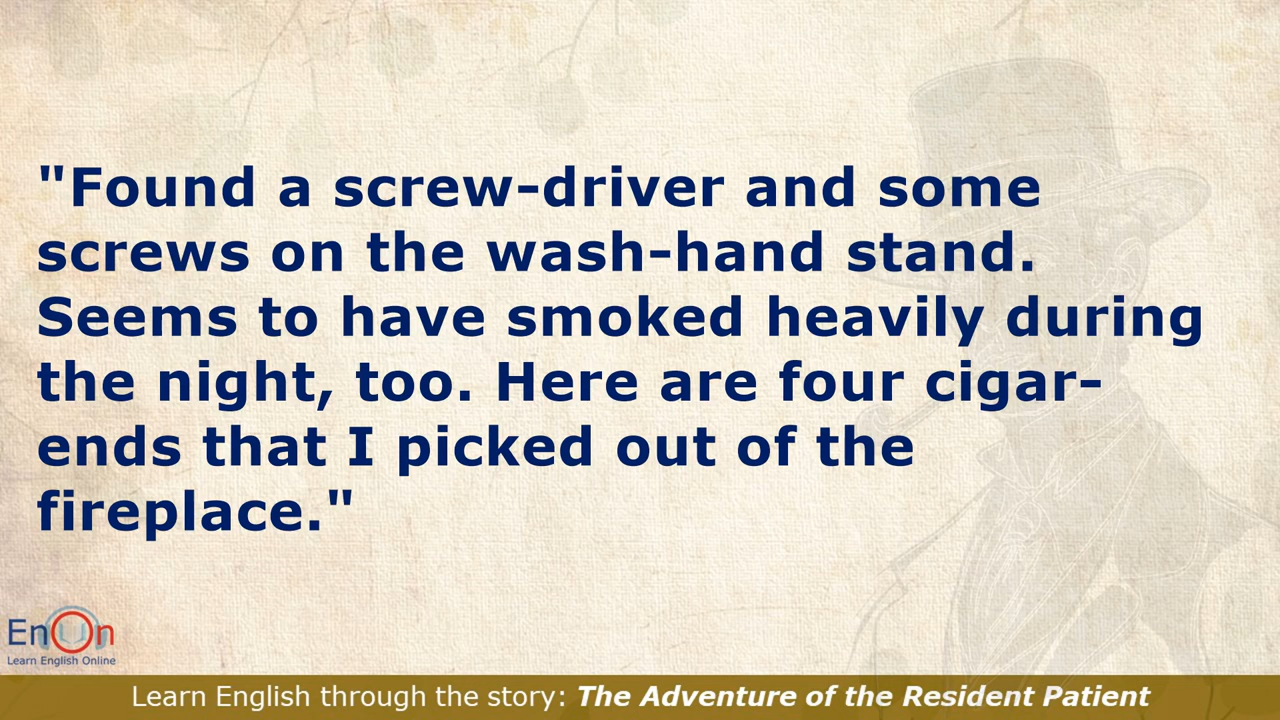 "Found a screw-driver and some
screws on the wash-hand stand.
Seems to have smoked heavily during
the night, too. Here are four cigar-
ends that I picked out of the
fireplace."
EnOn
Learn English Online
Learn English through the story: The Adventure of the Resident Patient